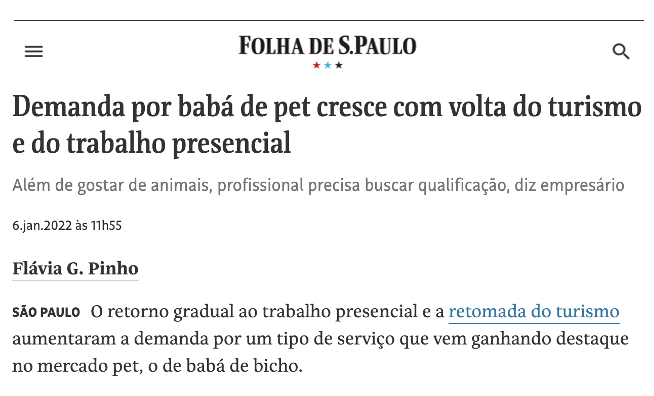 FOLHA DE S.PAULO
Demanda por babá de pet cresce com volta do turismo
e do trabalho presencial
Além de gostar de animais, profissional precisa buscar qualificação, diz empresário
6.jan.2022 às 11h55
Flávia G. Pinho
SÃO PAULO O retorno gradual ao trabalho presencial e a retomada do turismo
aumentaram a demanda por um tipo de serviço que vem ganhando destaque
no mercado pet, o de babá de bicho.